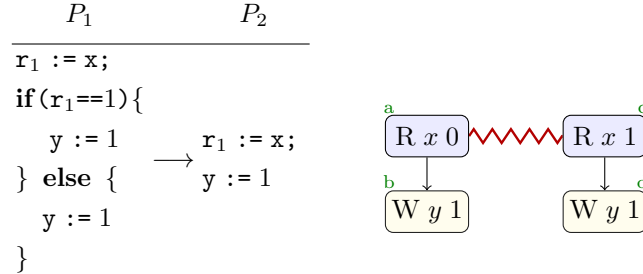 P₁ P₂
r₁ := x;
if(r₁==1){
y := 1
} else {
y := 1
}
⟶
r₁ := x;
y := 1
a
R x 0
c
R x 1
b
W y 1
d
W y 1